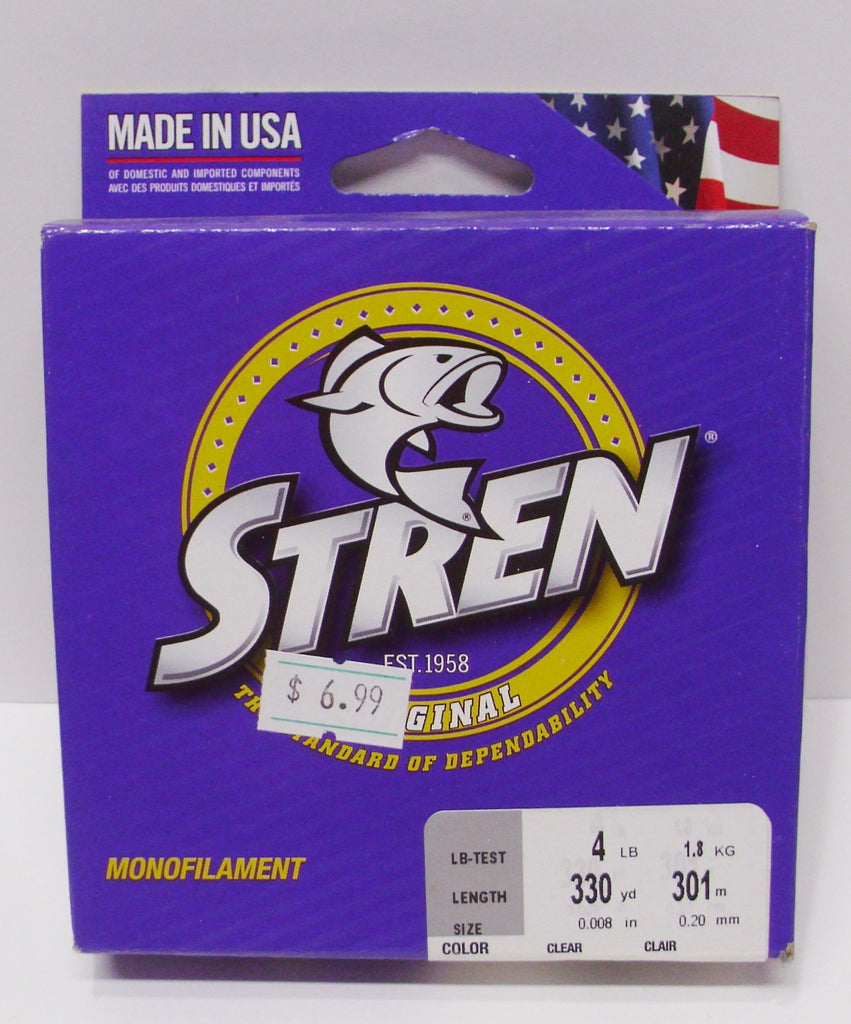 MADE IN USA
OF DOMESTIC AND IMPORTED COMPONENTS
AVEC DES PRODUITS DOMESTIQUES ET IMPORTÉS
STREN®
®
EST.1958
$ 6.99
GINAL
TANDARD OF DEPENDABILITY
MONOFILAMENT
LB-TEST 4 LB 1.8 KG
LENGTH 330 yd 301 m
SIZE 0.008 in 0.20 mm
COLOR CLEAR CLAIR